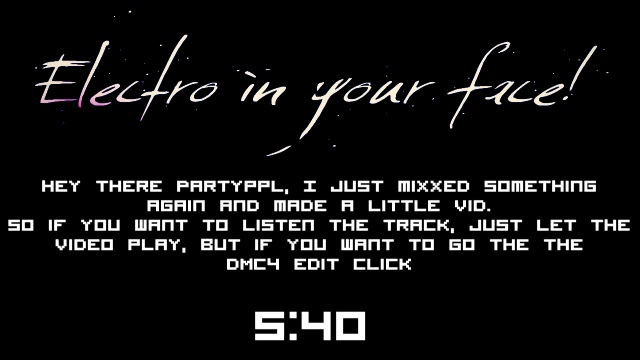 Electro in your face!
HEY THERE PARTYPPL, I JUST MIXXED SOMETHING
AGAIN AND MADE A LITTLE VID.
SO IF YOU WANT TO LISTEN THE TRACK, JUST LET THE
VIDEO PLAY, BUT IF YOU WANT TO GO THE THE
DMC4 EDIT CLICK
5:40